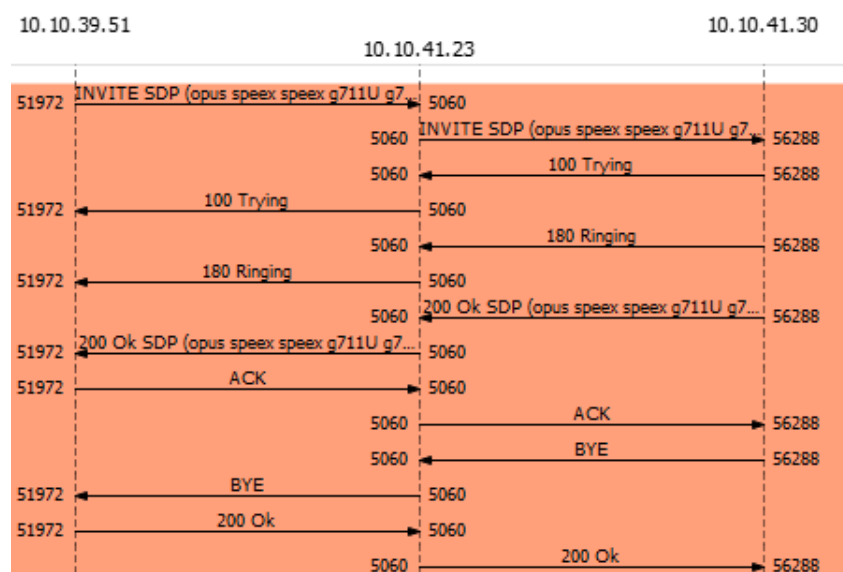 10.10.39.51 10.10.41.30
10.10.41.23
51972 INVITE SDP (opus speex speex g711U g7... 5060
5060 INVITE SDP (opus speex speex g711U g7... 56288
5060 100 Trying 56288
51972 100 Trying 5060
5060 180 Ringing 56288
51972 180 Ringing 5060
5060 200 Ok SDP (opus speex speex g711U g7... 56288
51972 200 Ok SDP (opus speex speex g711U g7... 5060
51972 ACK 5060
5060 ACK 56288
5060 BYE 56288
51972 BYE 5060
51972 200 Ok 5060
5060 200 Ok 56288